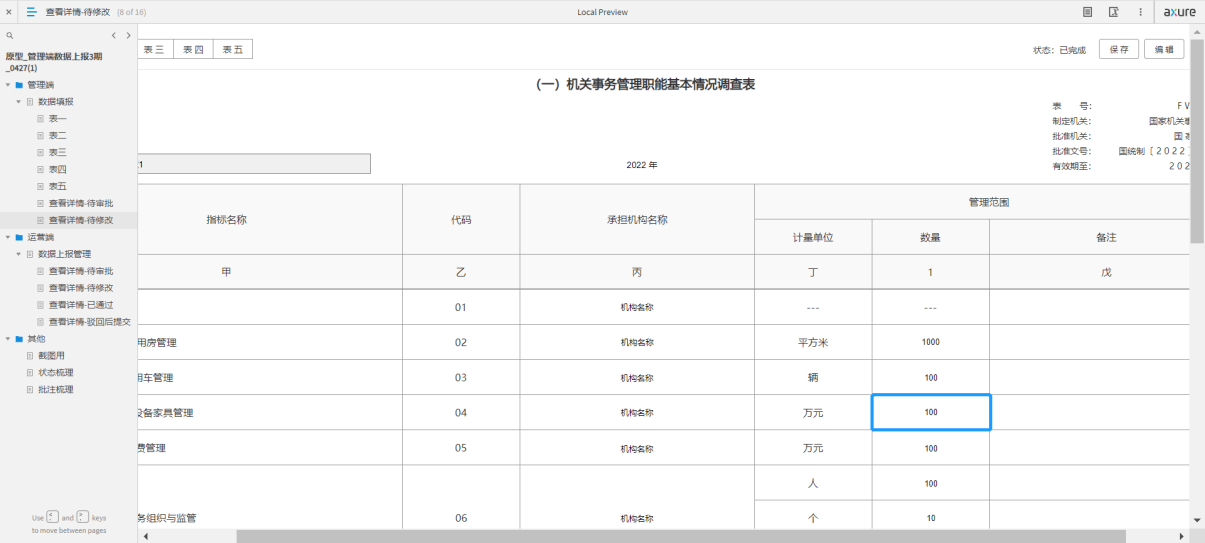 查看详情-待修改 (8 of 16)
Local Preview
axure
原型_管理端数据上报3期
_0427(1)
管理端
数据填报
表一
表二
表三
表四
表五
查看详情-待审批
查看详情-待修改
运营端
数据上报管理
查看详情-待审批
查看详情-待修改
查看详情-已通过
查看详情-驳回后提交
其他
截图用
状态梳理
批注梳理
Use < and > keys
to move between pages
表三 表四 表五
状态：已完成 保存 编辑
（一）机关事务管理职能基本情况调查表
表 号： F V
制定机关： 国家机关事
批准机关： 国家
批准文号： 国统制［2022］
有效期至： 202
1 2022 年
指标名称 代码 承担机构名称 管理范围
计量单位 数量 备注
甲 乙 丙 丁 1 戊
01 机构名称 --- ---
用房管理 02 机构名称 平方米 1000
用车管理 03 机构名称 辆 100
设备家具管理 04 机构名称 万元 100
费管理 05 机构名称 万元 100
人 100
务组织与监管 06 机构名称 个 10